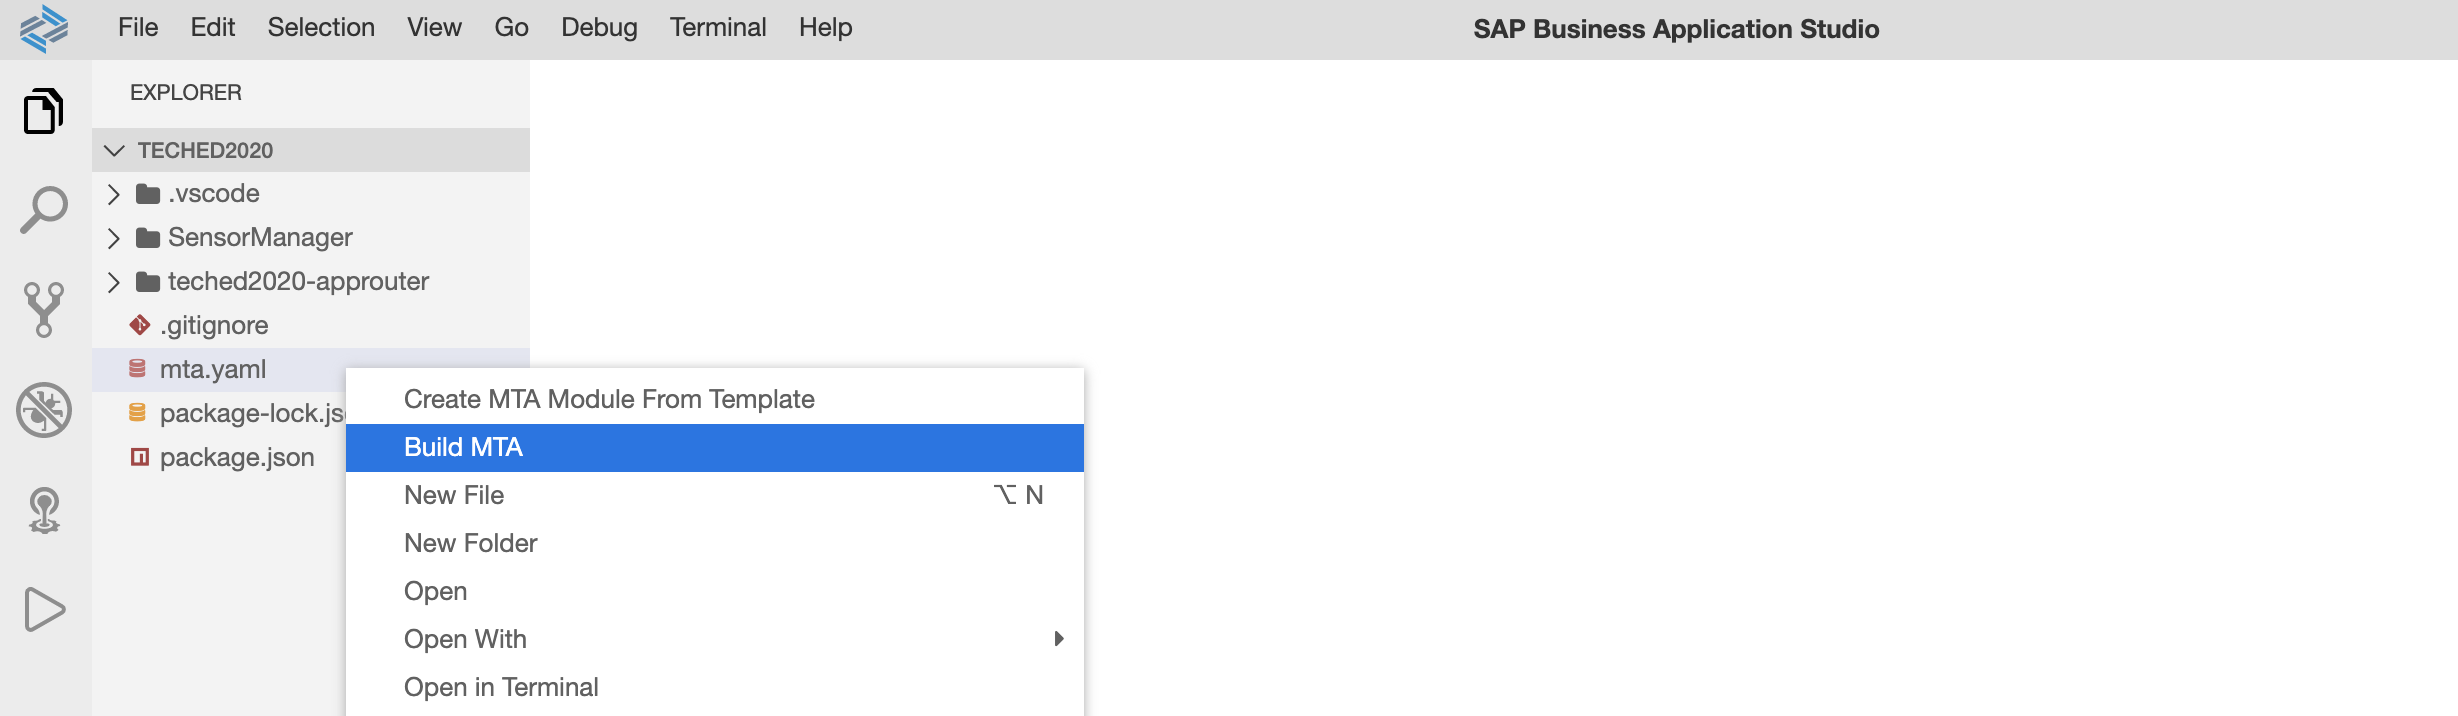 File Edit Selection View Go Debug Terminal Help SAP Business Application Studio
EXPLORER
TECHED2020
.vscode
SensorManager
teched2020-approuter
.gitignore
mta.yaml
package-lock.js
package.json
Create MTA Module From Template
Build MTA
New File ⌥ N
New Folder
Open
Open With
Open in Terminal